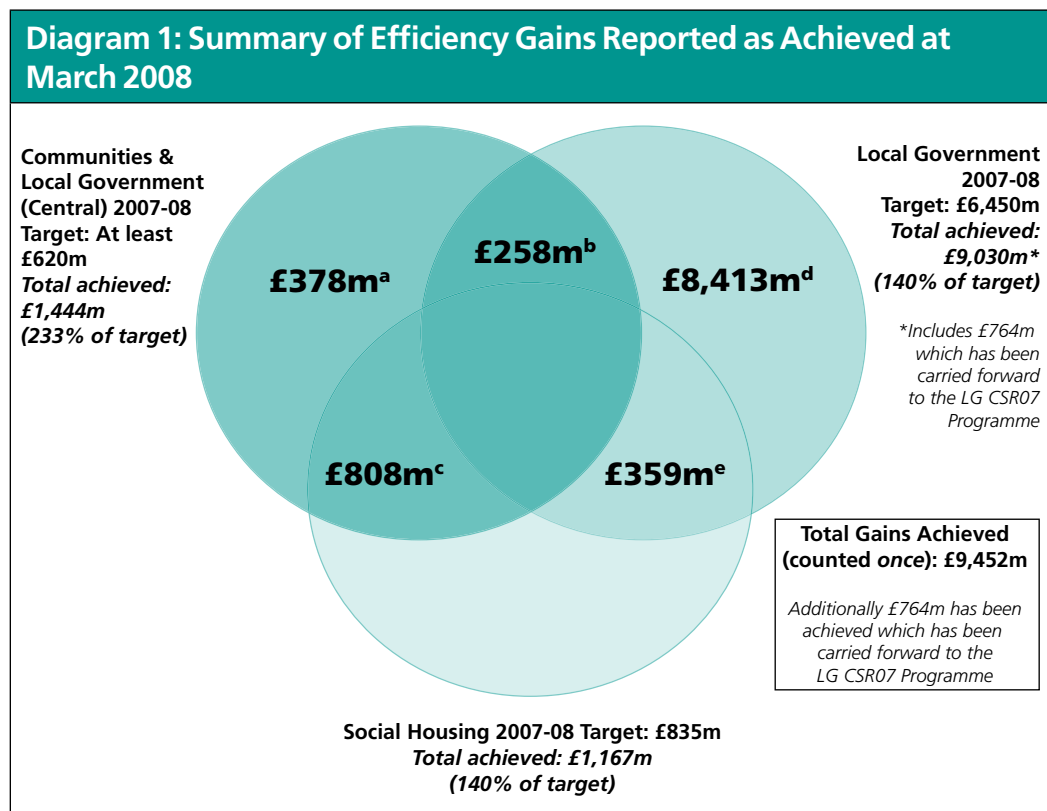 Diagram 1: Summary of Efficiency Gains Reported as Achieved at
March 2008
Communities &
Local Government
(Central) 2007-08
Target: At least
£620m
Total achieved:
£1,444m
(233% of target)
£378mᵃ
£258mᵇ
£8,413mᵈ
£808mᶜ
£359mᵉ
Local Government
2007-08
Target: £6,450m
Total achieved:
£9,030m*
(140% of target)
*Includes £764m
which has been
carried forward
to the LG CSR07
Programme
Total Gains Achieved
(counted once): £9,452m
Additionally £764m has been
achieved which has been
carried forward to the
LG CSR07 Programme
Social Housing 2007-08 Target: £835m
Total achieved: £1,167m
(140% of target)